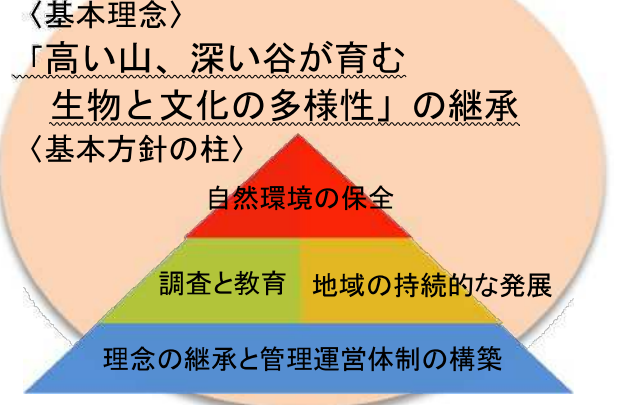 〈基本理念〉
「高い山、深い谷が育む
生物と文化の多様性」の継承
〈基本方針の柱〉
自然環境の保全
調査と教育
地域の持続的な発展
理念の継承と管理運営体制の構築